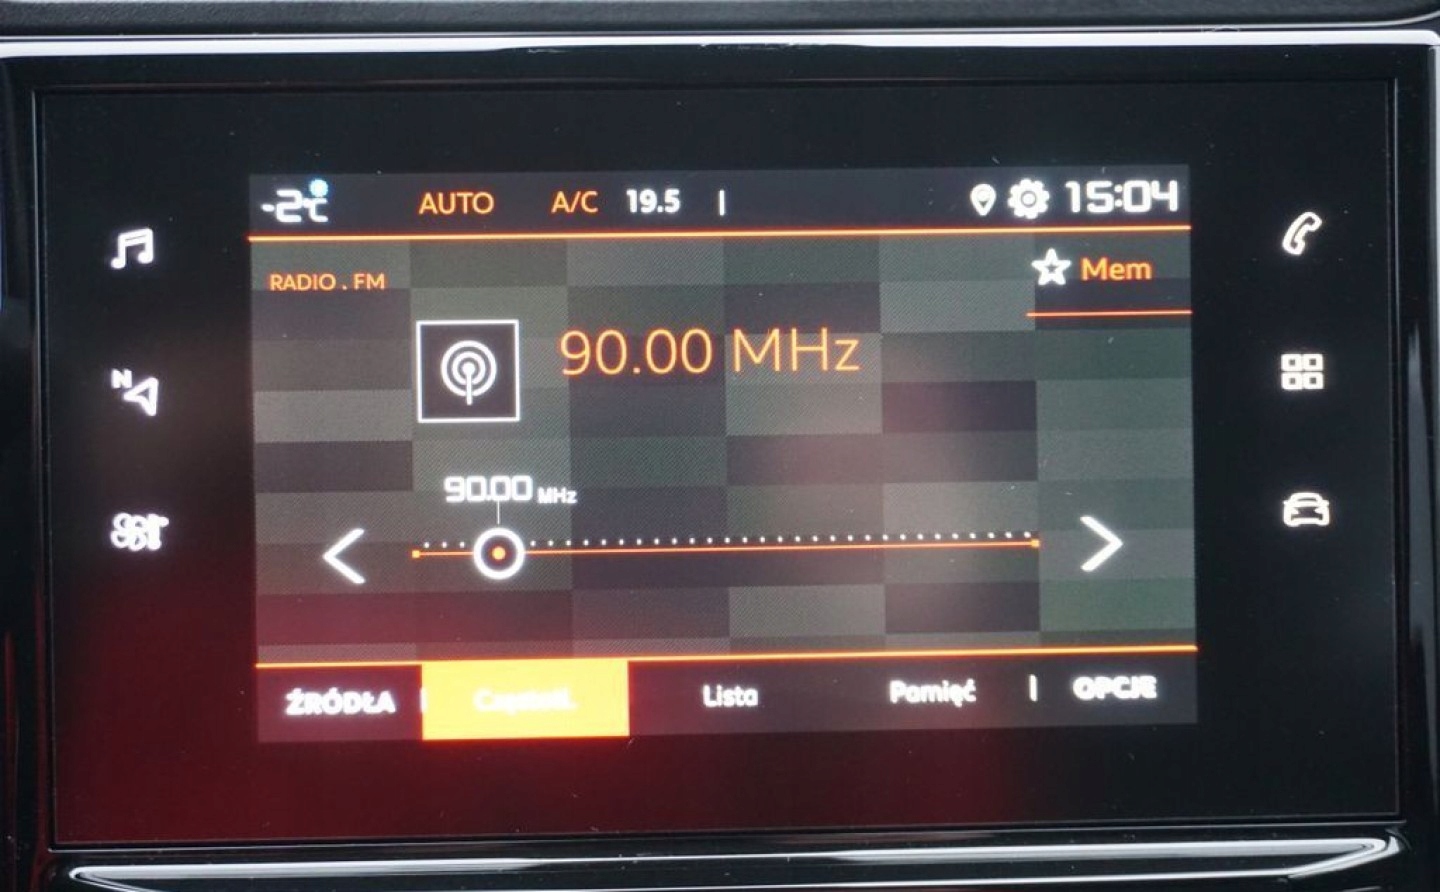 -2°C AUTO A/C 19.5 | 15:04
RADIO . FM
Mem
90.00 MHz
90.00 MHz
N
ŹRÓDŁA Częstotl. Lista Pamięć OPCJE